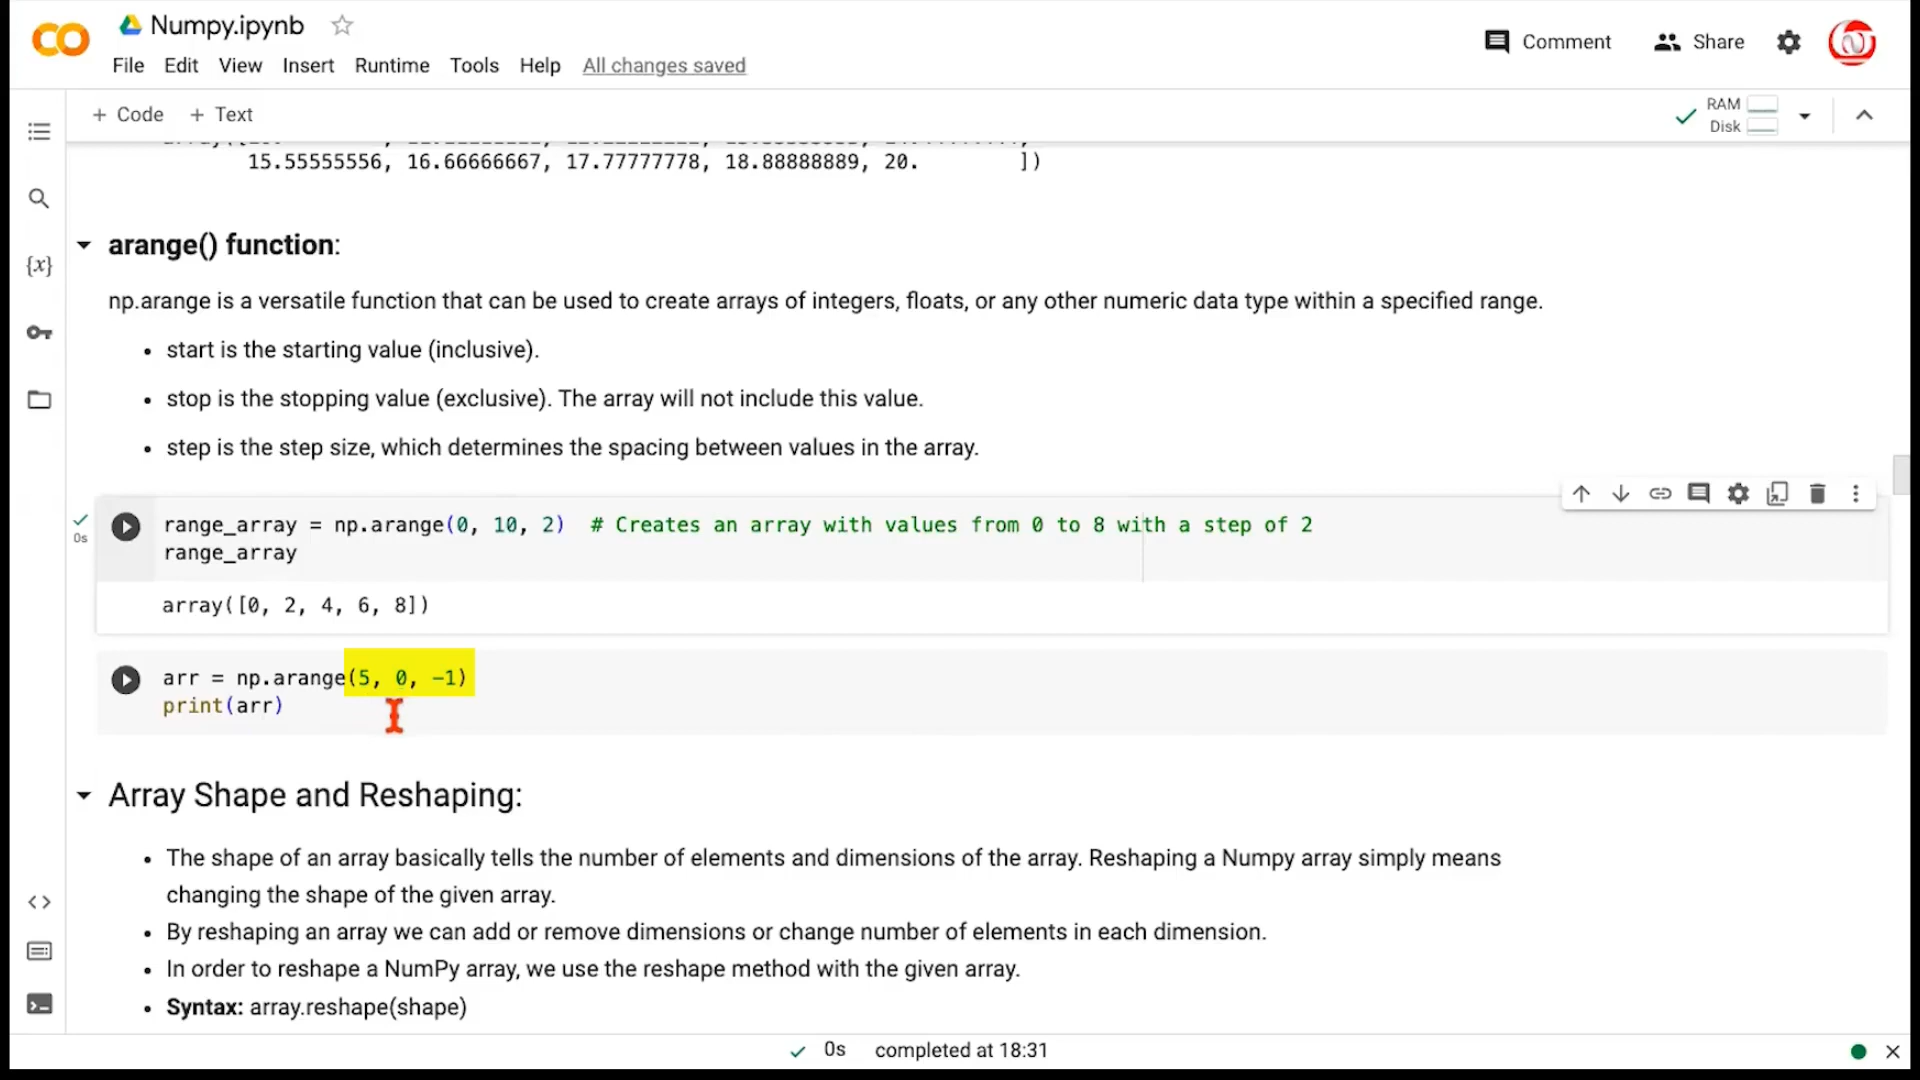 Numpy.ipynb
Comment
Share
File Edit View Insert Runtime Tools Help All changes saved
+ Code + Text
RAM
Disk
15.55555556, 16.66666667, 17.77777778, 18.88888889, 20. ])
arange() function:
np.arange is a versatile function that can be used to create arrays of integers, floats, or any other numeric data type within a specified range.
• start is the starting value (inclusive).
• stop is the stopping value (exclusive). The array will not include this value.
• step is the step size, which determines the spacing between values in the array.
0s
range_array = np.arange(0, 10, 2) # Creates an array with values from 0 to 8 with a step of 2
range_array
array([0, 2, 4, 6, 8])
arr = np.arange(5, 0, -1)
print(arr)
Array Shape and Reshaping:
• The shape of an array basically tells the number of elements and dimensions of the array. Reshaping a Numpy array simply means
changing the shape of the given array.
• By reshaping an array we can add or remove dimensions or change number of elements in each dimension.
• In order to reshape a NumPy array, we use the reshape method with the given array.
• Syntax: array.reshape(shape)
0s completed at 18:31